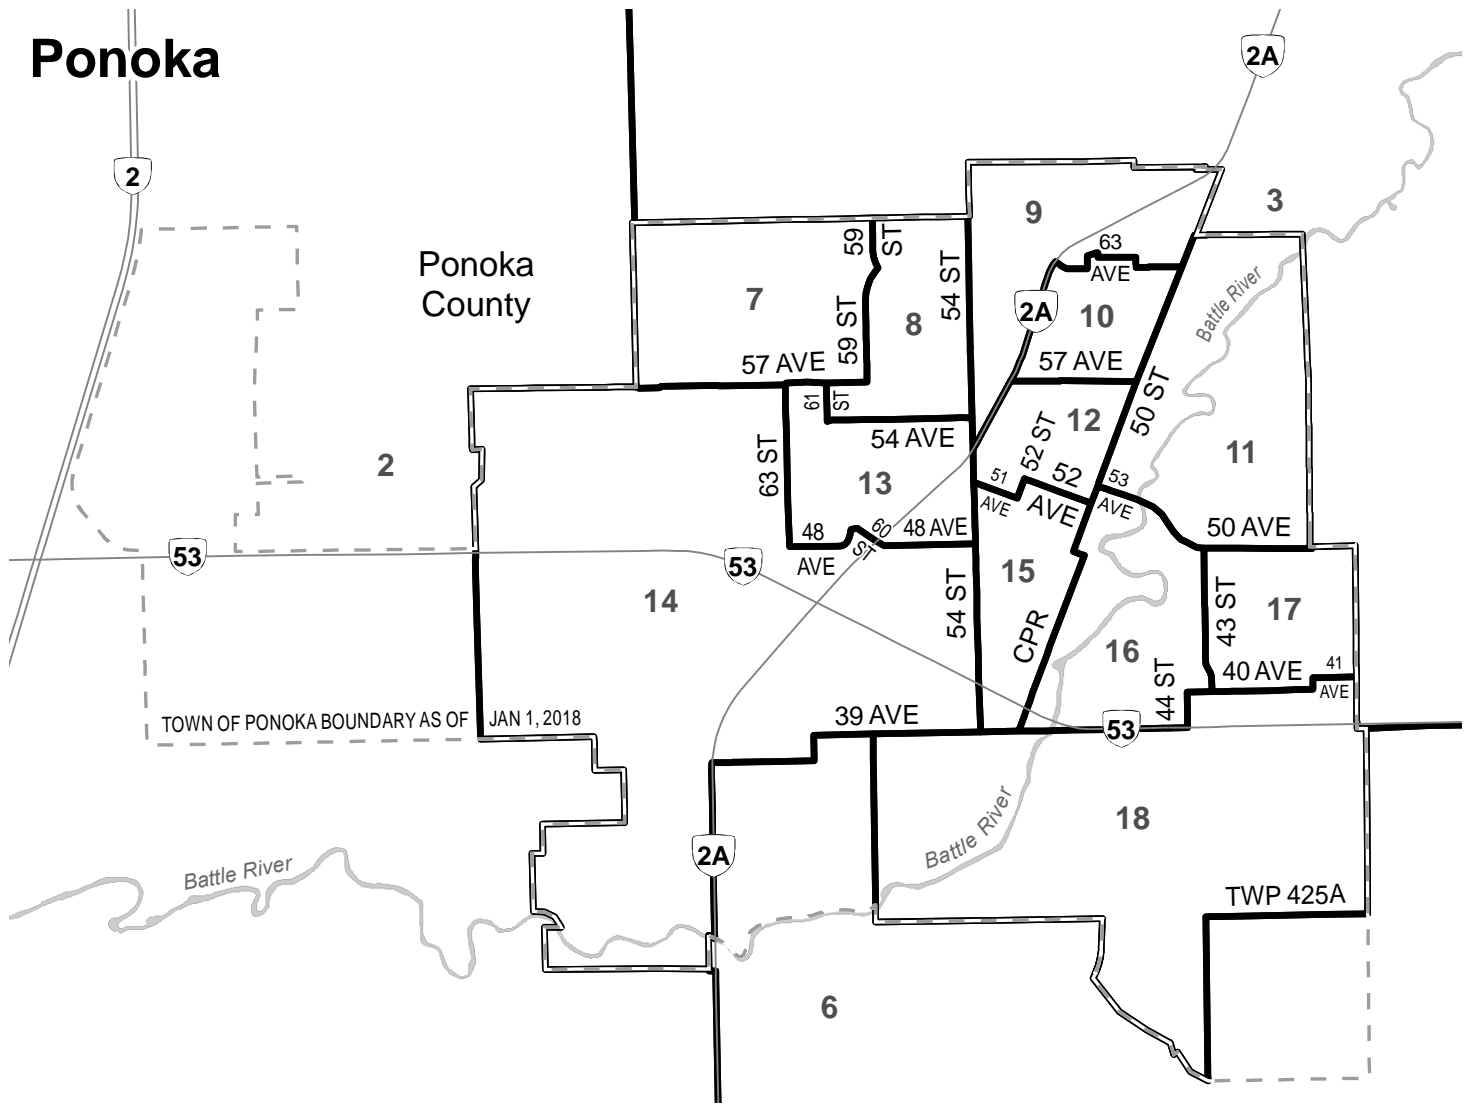 Ponoka
2A
2
3
9
63
AVE
59
ST
Ponoka
County
7
59 ST
8
54 ST
2A
10
Battle River
57 AVE
57 AVE
61
ST
50 ST
12
52 ST
54 AVE
11
2
63 ST
13
51
AVE
52
AVE
53
AVE
48
AVE
60
ST
48 AVE
50 AVE
53
53
14
15
54 ST
CPR
16
43 ST
17
44 ST
40 AVE
41
AVE
TOWN OF PONOKA BOUNDARY AS OF JAN 1, 2018
39 AVE
53
18
Battle River
2A
Battle River
TWP 425A
6